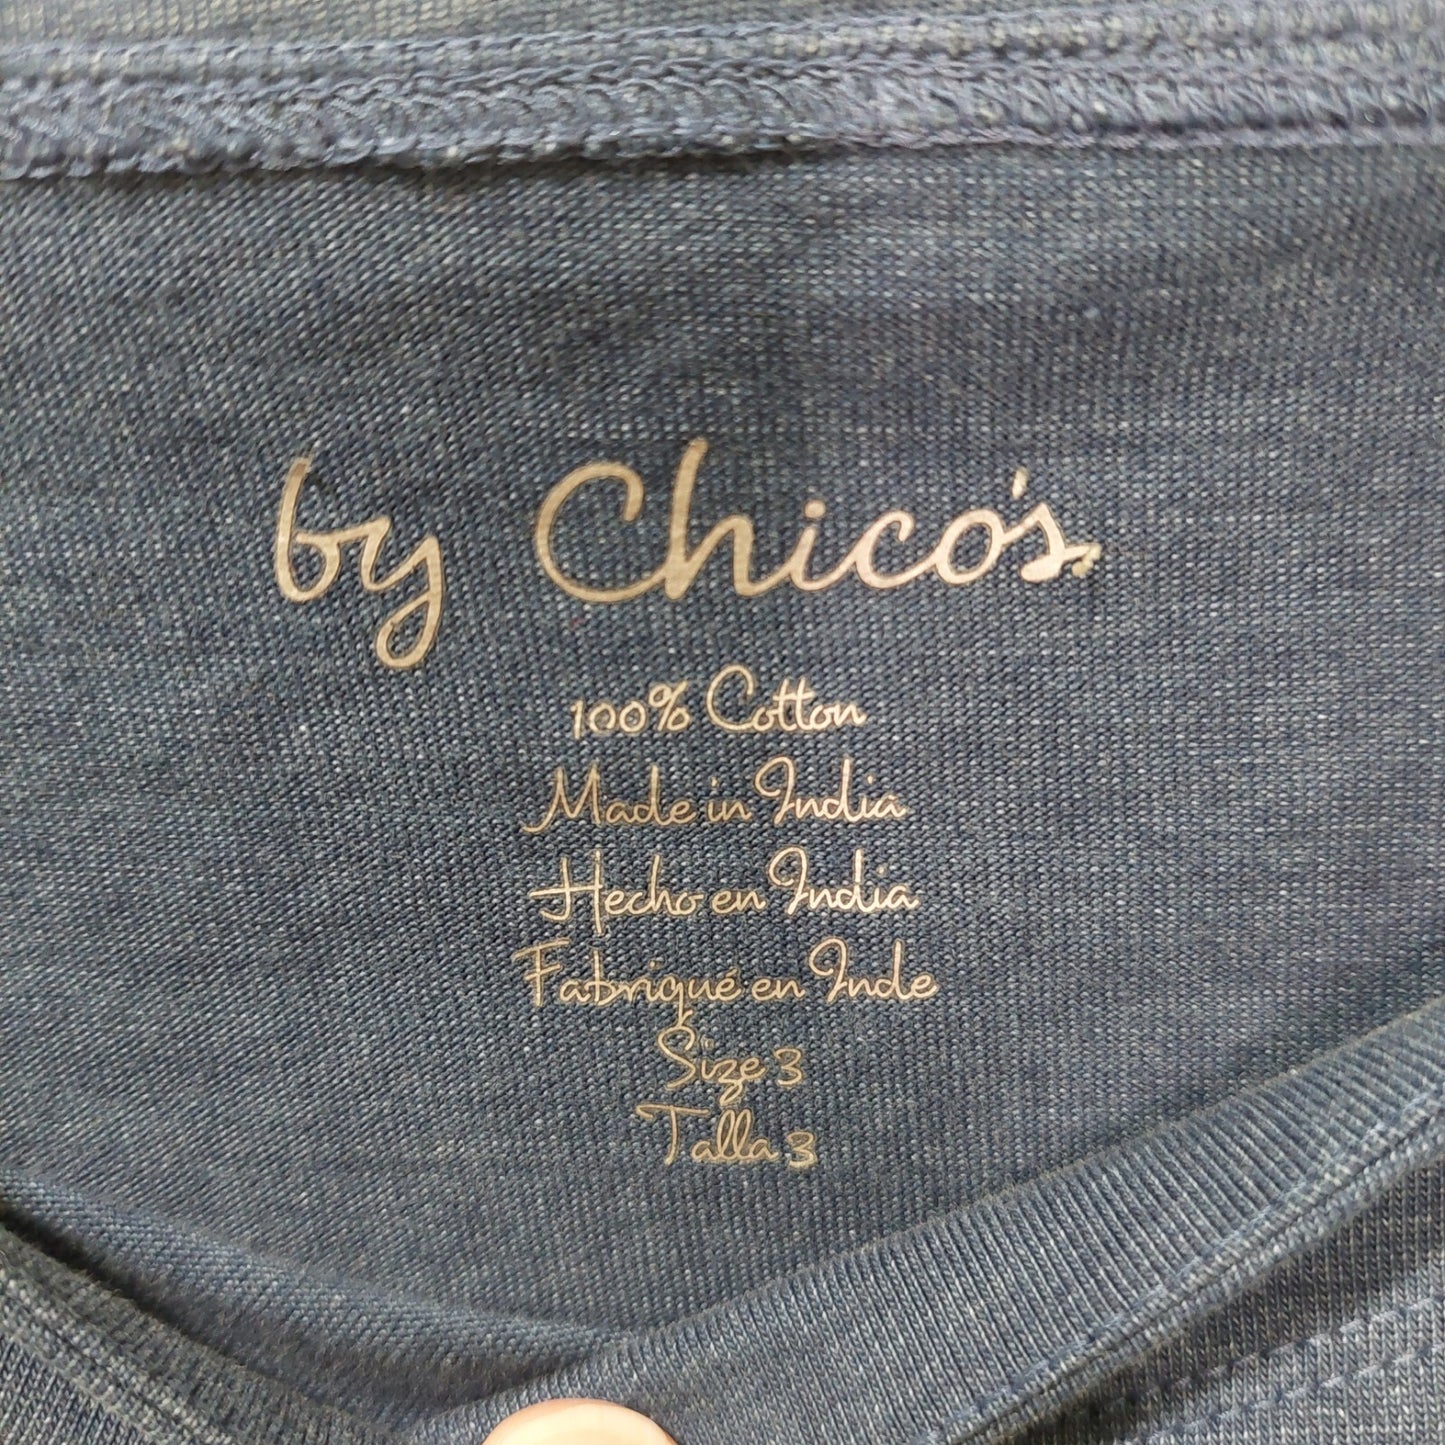 by Chico's
100% Cotton
Made in India
Hecho en India
Fabriqué en Inde
Size 3
Talla 3